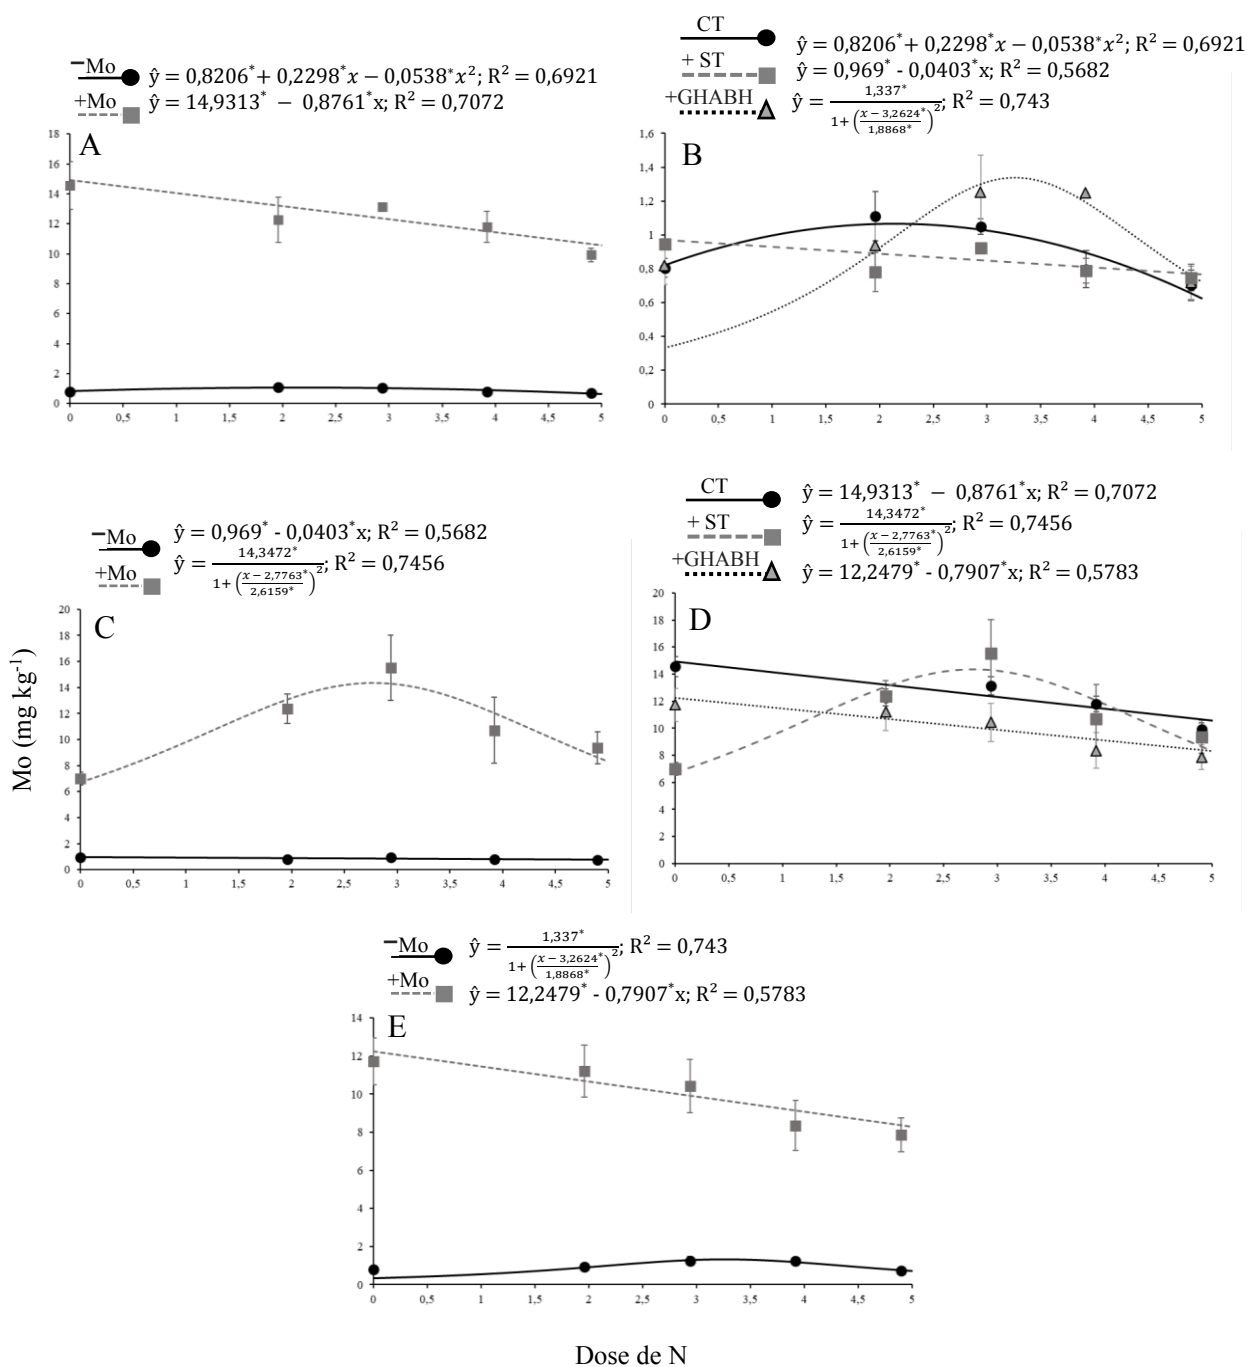 −Mo ŷ = 0,8206* + 0,2298*x − 0,0538*x²; R² = 0,6921
+Mo ŷ = 14,9313* − 0,8761*x; R² = 0,7072
A
18
16
14
12
10
8
6
4
2
0
0 0,5 1 1,5 2 2,5 3 3,5 4 4,5 5
CT ŷ = 0,8206* + 0,2298*x − 0,0538*x²; R² = 0,6921
+ ST ŷ = 0,969* - 0,0403*x; R² = 0,5682
+GHABH ŷ = 1,337* / (1+ ((x − 3,2624*)/1,8868*)²); R² = 0,743
B
1,6
1,4
1,2
1
0,8
0,6
0,4
0,2
0
0 0,5 1 1,5 2 2,5 3 3,5 4 4,5 5
−Mo ŷ = 0,969* - 0,0403*x; R² = 0,5682
+Mo ŷ = 14,3472* / (1+ ((x − 2,7763*)/2,6159*)²); R² = 0,7456
C
20
18
16
14
12
10
8
6
4
2
0
0 0,5 1 1,5 2 2,5 3 3,5 4 4,5 5
CT ŷ = 14,9313* − 0,8761*x; R² = 0,7072
+ ST ŷ = 14,3472* / (1+ ((x − 2,7763*)/2,6159*)²); R² = 0,7456
+GHABH ŷ = 12,2479* - 0,7907*x; R² = 0,5783
D
20
18
16
14
12
10
8
6
4
2
0
0 0,5 1 1,5 2 2,5 3 3,5 4 4,5 5
−Mo ŷ = 1,337* / (1+ ((x − 3,2624*)/1,8868*)²); R² = 0,743
+Mo ŷ = 12,2479* - 0,7907*x; R² = 0,5783
E
14
12
10
8
6
4
2
0
0 0,5 1 1,5 2 2,5 3 3,5 4 4,5 5
Mo (mg kg⁻¹)
Dose de N